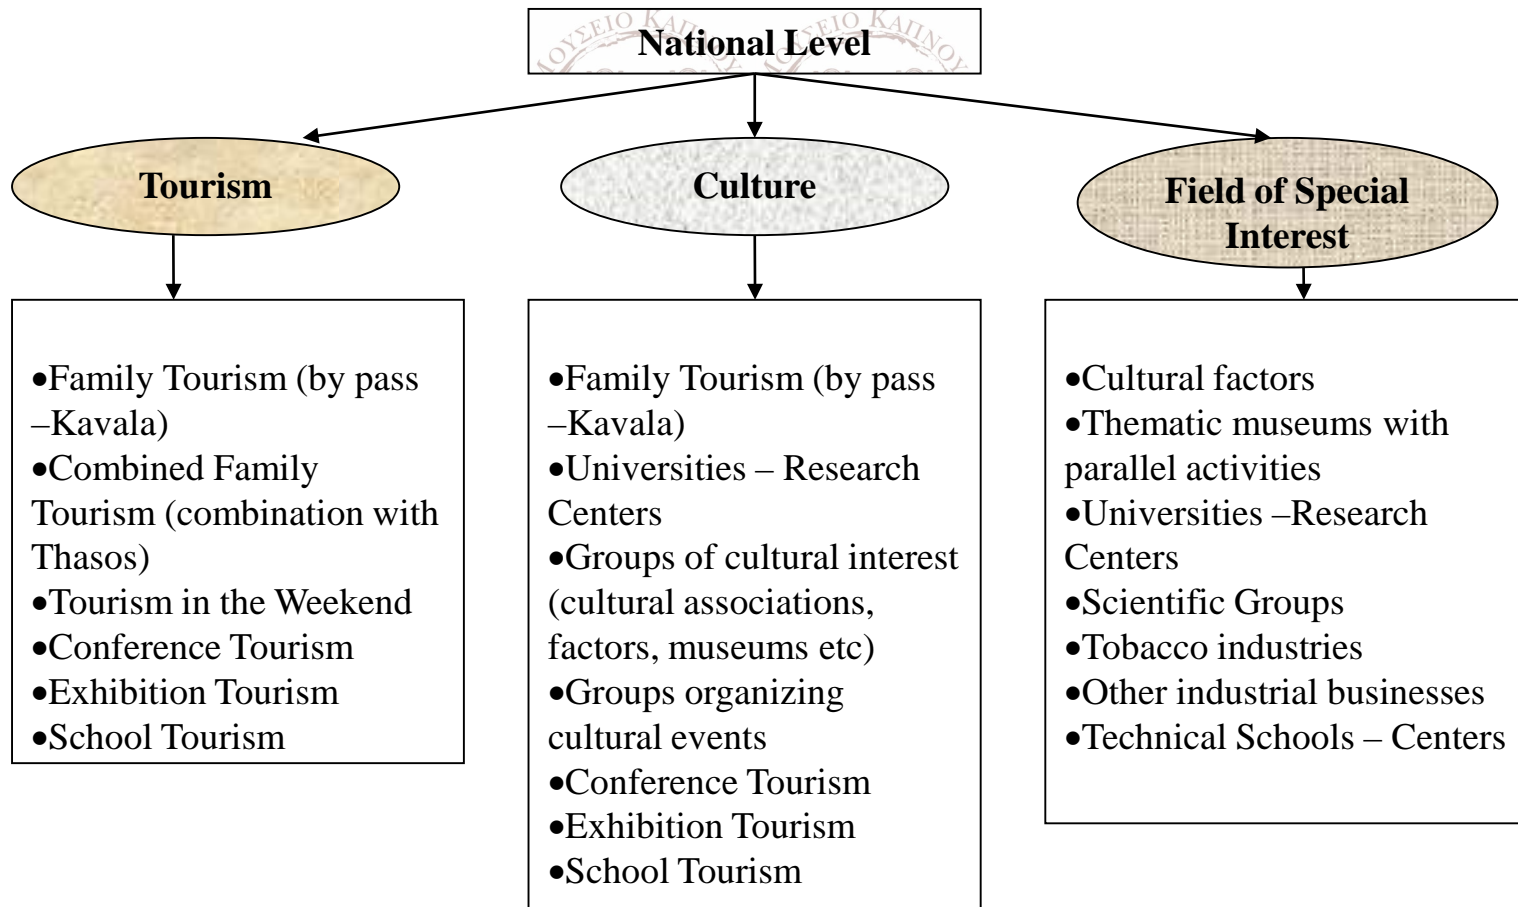 ΜΟΥΣΕΙΟ ΚΑΠΝΟΥ
ΜΟΥΣΕΙΟ ΚΑΠΝΟΥ
National Level
Tourism
Culture
Field of Special
Interest
•Family Tourism (by pass
–Kavala)
•Combined Family
Tourism (combination with
Thasos)
•Tourism in the Weekend
•Conference Tourism
•Exhibition Tourism
•School Tourism
•Family Tourism (by pass
–Kavala)
•Universities – Research
Centers
•Groups of cultural interest
(cultural associations,
factors, museums etc)
•Groups organizing
cultural events
•Conference Tourism
•Exhibition Tourism
•School Tourism
•Cultural factors
•Thematic museums with
parallel activities
•Universities –Research
Centers
•Scientific Groups
•Tobacco industries
•Other industrial businesses
•Technical Schools – Centers